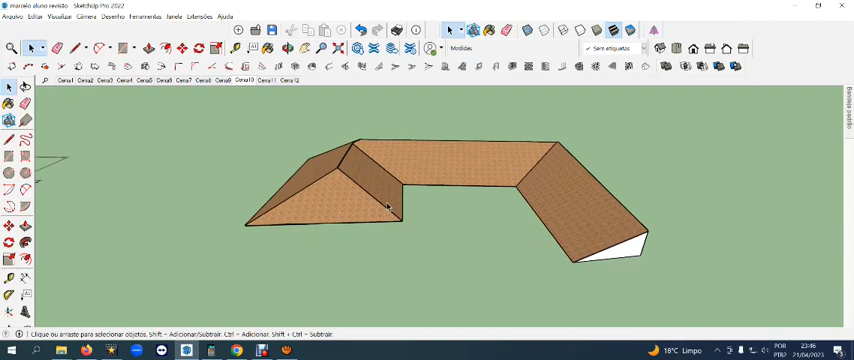 marcelo aluno revisão - SketchUp Pro 2022
Arquivo Editar Visualizar Câmera Desenho Ferramentas Janela Extensões Ajuda
Medidas
Sem etiquetas
Cena1 Cena2 Cena3 Cena4 Cena5 Cena6 Cena7 Cena8 Cena9 Cena10 Cena11 Cena12
Bandeja padrão
Clique ou arraste para selecionar objetos. Shift = Adicionar/Subtrair. Ctrl = Adicionar. Shift + Ctrl = Subtrair.
18°C Limpo
POR
PTB2
23:46
21/04/2023